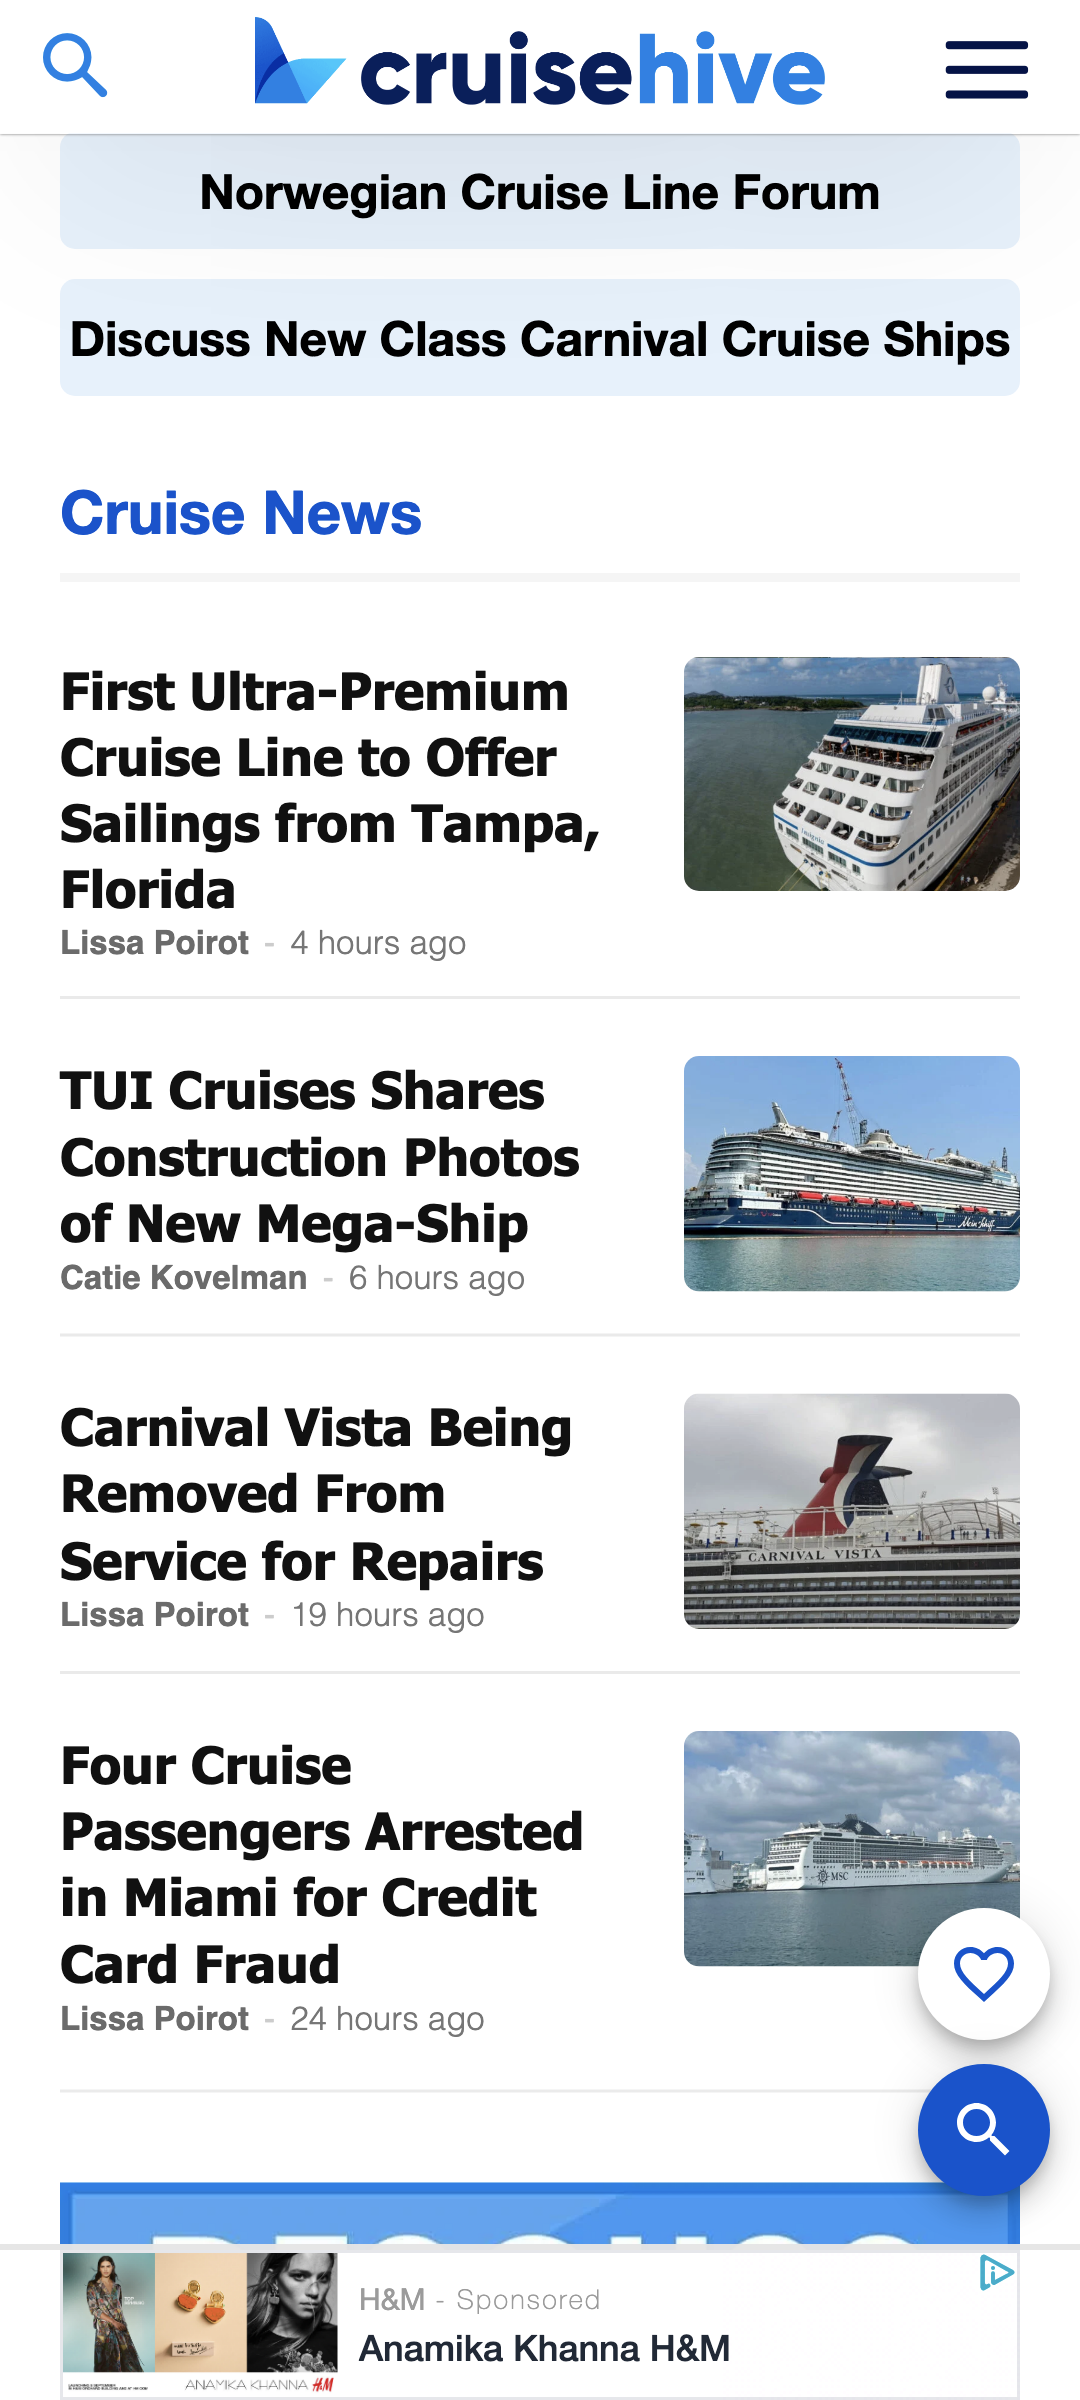 cruisehive
Norwegian Cruise Line Forum
Discuss New Class Carnival Cruise Ships
Cruise News
First Ultra-Premium
Cruise Line to Offer
Sailings from Tampa,
Florida
Lissa Poirot - 4 hours ago
TUI Cruises Shares
Construction Photos
of New Mega-Ship
Catie Kovelman - 6 hours ago
Mein Schiff
Carnival Vista Being
Removed From
Service for Repairs
Lissa Poirot - 19 hours ago
CARNIVAL VISTA
Four Cruise
Passengers Arrested
in Miami for Credit
Card Fraud
Lissa Poirot - 24 hours ago
MSC
H&M - Sponsored
Anamika Khanna H&M
ANAMIKA KHANNA H&M